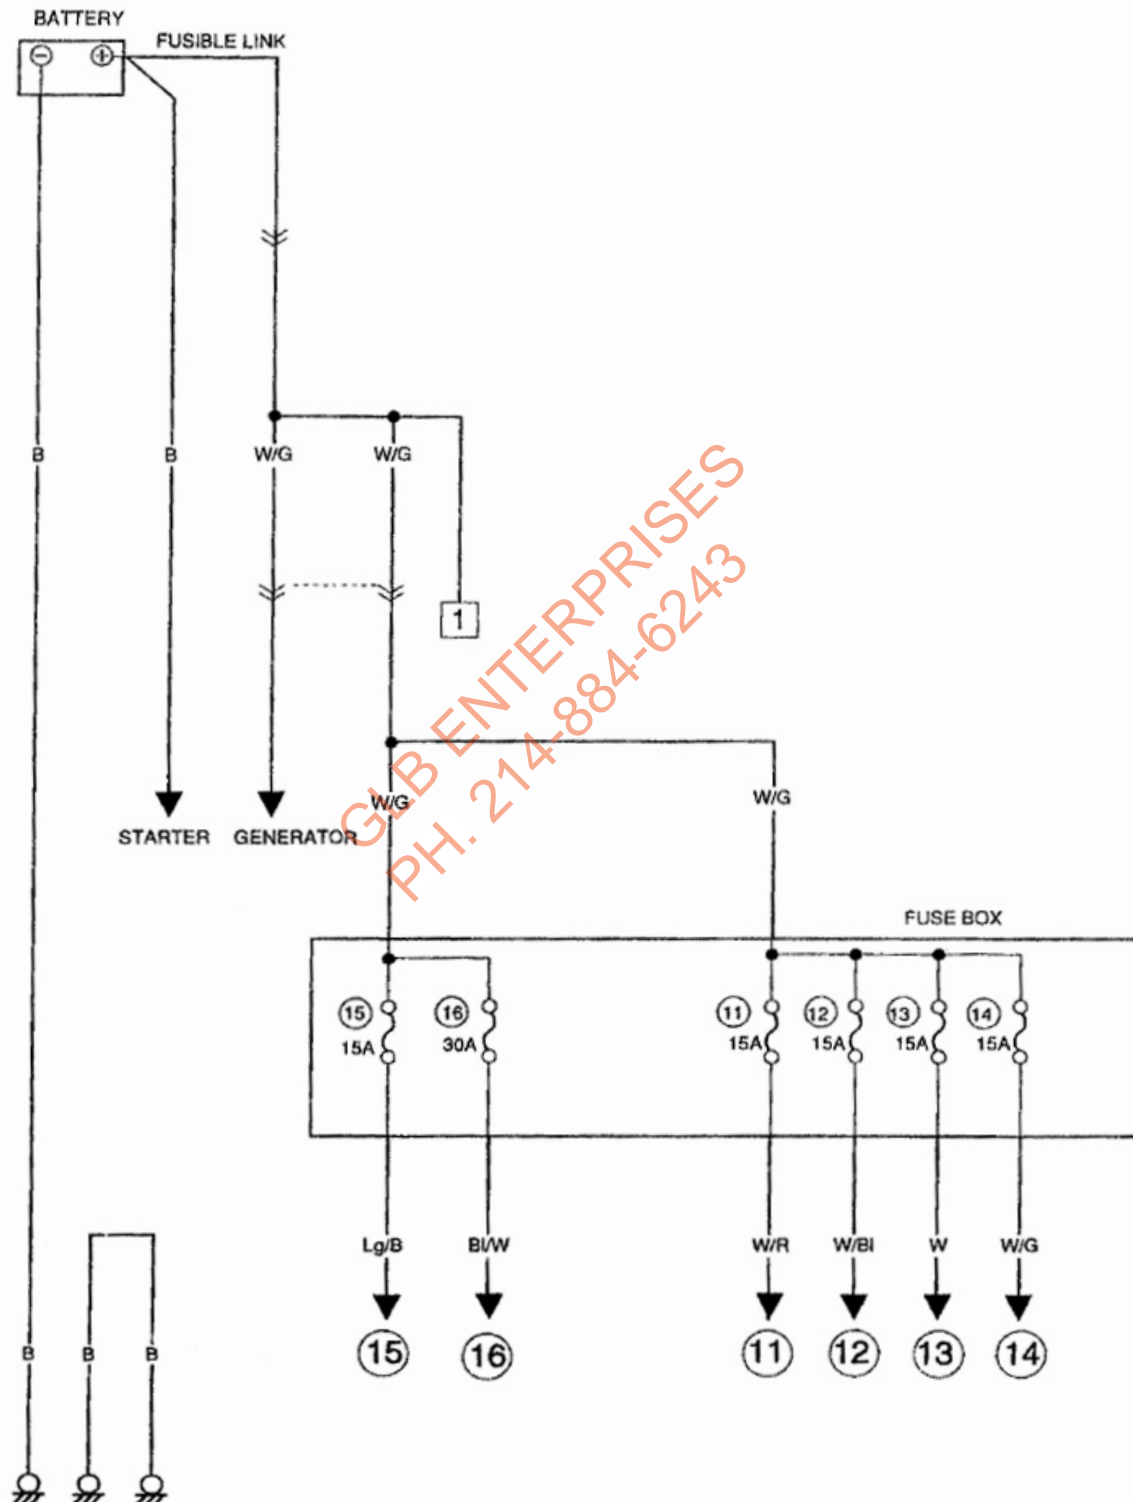 BATTERY
FUSIBLE LINK
B B W/G W/G
1
STARTER GENERATOR
W/G W/G
GLB ENTERPRISES
PH. 214-884-6243
FUSE BOX
15 16 11 12 13 14
15A 30A 15A 15A 15A 15A
Lg/B Bl/W W/R W/Bl W W/G
15 16 11 12 13 14
B B B